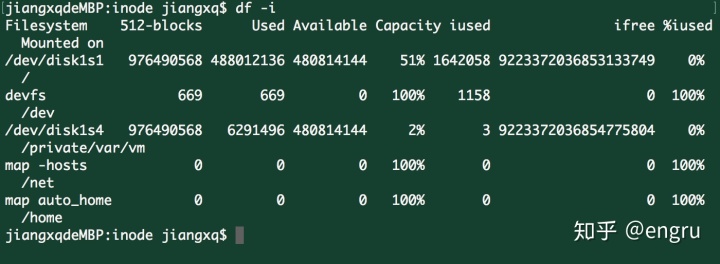 [jiangxqdeMBP:inode jiangxq$ df -i
Filesystem 512-blocks Used Available Capacity iused ifree %iused
Mounted on
/dev/disk1s1 976490568 488012136 480814144 51% 1642058 9223372036853133749 0%
/
devfs 669 669 0 100% 1158 0 100%
/dev
/dev/disk1s4 976490568 6291496 480814144 2% 3 9223372036854775804 0%
/private/var/vm
map -hosts 0 0 0 100% 0 0 100%
/net
map auto_home 0 0 0 100% 0 0 100%
/home
jiangxqdeMBP:inode jiangxq$
知乎 @engru